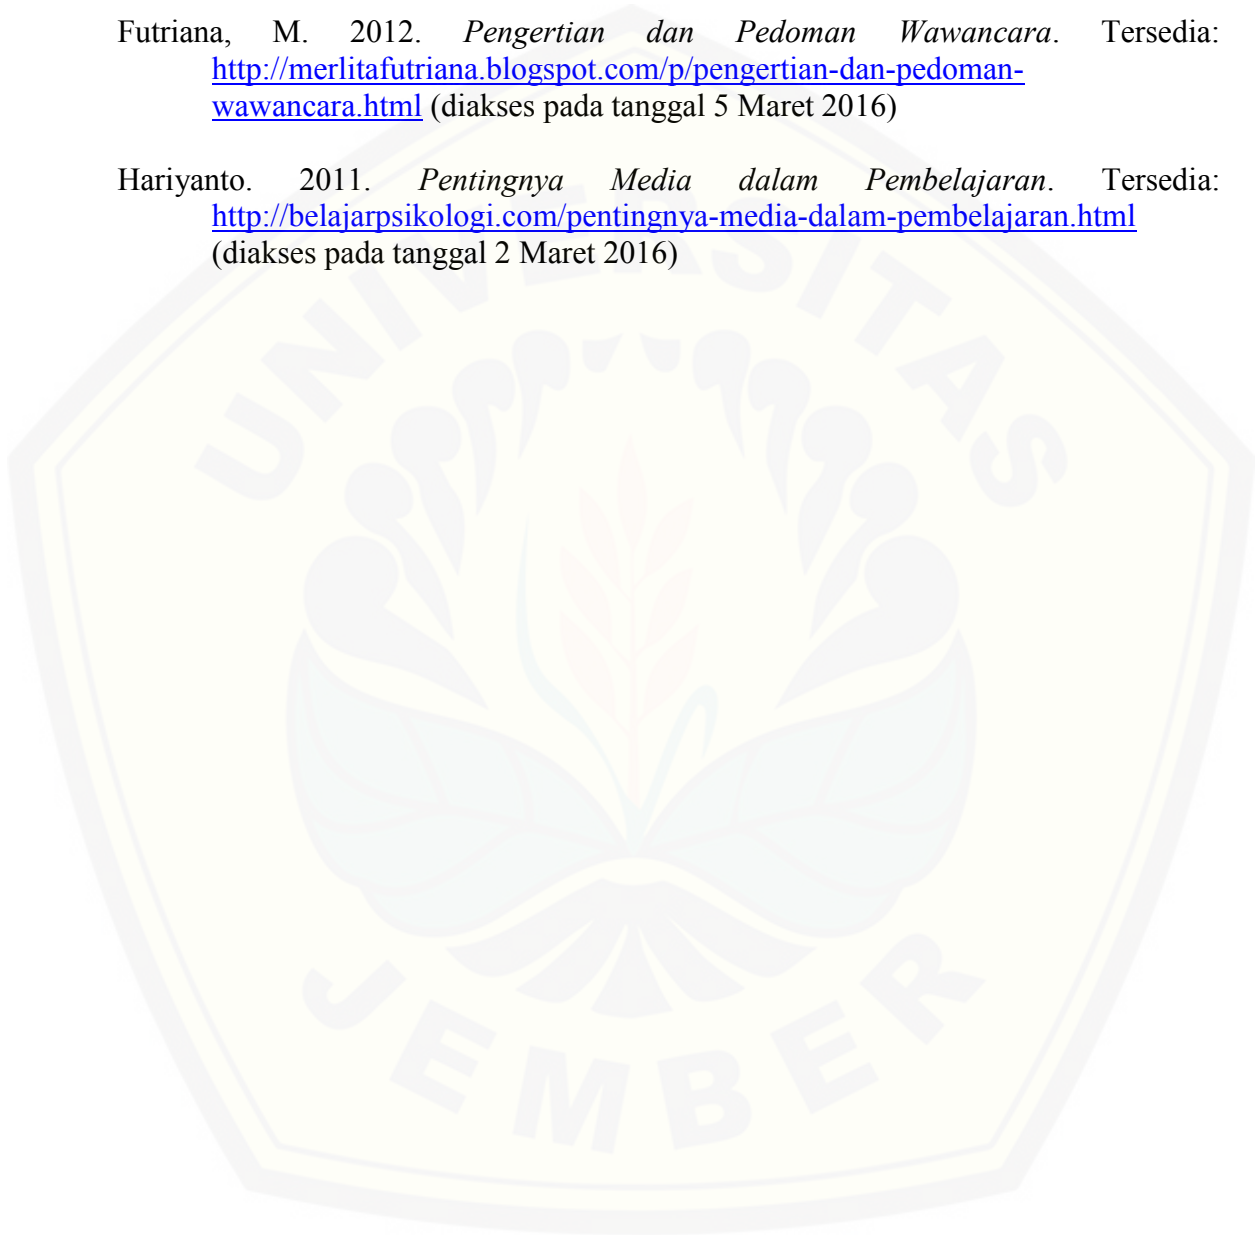 Futriana, M. 2012. Pengertian dan Pedoman Wawancara. Tersedia:
http://merlitafutriana.blogspot.com/p/pengertian-dan-pedoman-
wawancara.html (diakses pada tanggal 5 Maret 2016)
Hariyanto. 2011. Pentingnya Media dalam Pembelajaran. Tersedia:
http://belajarpsikologi.com/pentingnya-media-dalam-pembelajaran.html
(diakses pada tanggal 2 Maret 2016)
UNIVERSITAS
JEMBER